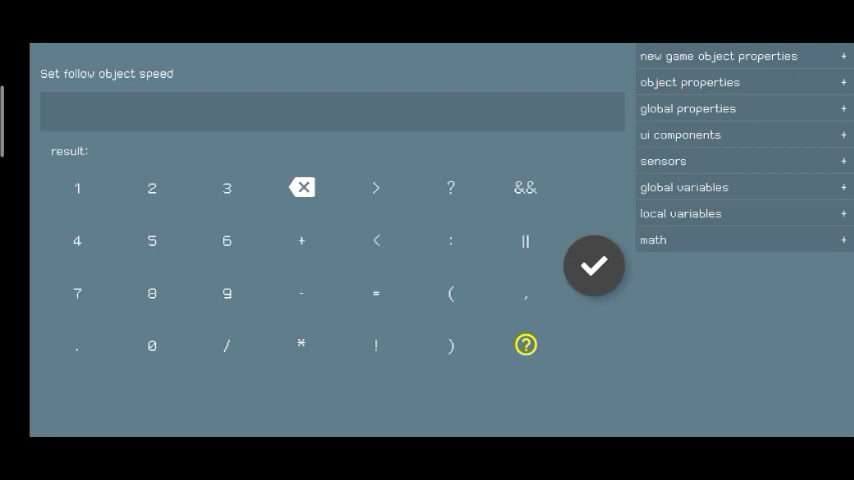 Set follow object speed
result:
1 2 3 > ? &&
4 5 6 + < : ||
7 8 9 - = ( ,
. 0 / * ! ) ?
new game object properties +
object properties +
global properties +
ui components +
sensors +
global variables +
local variables +
math +